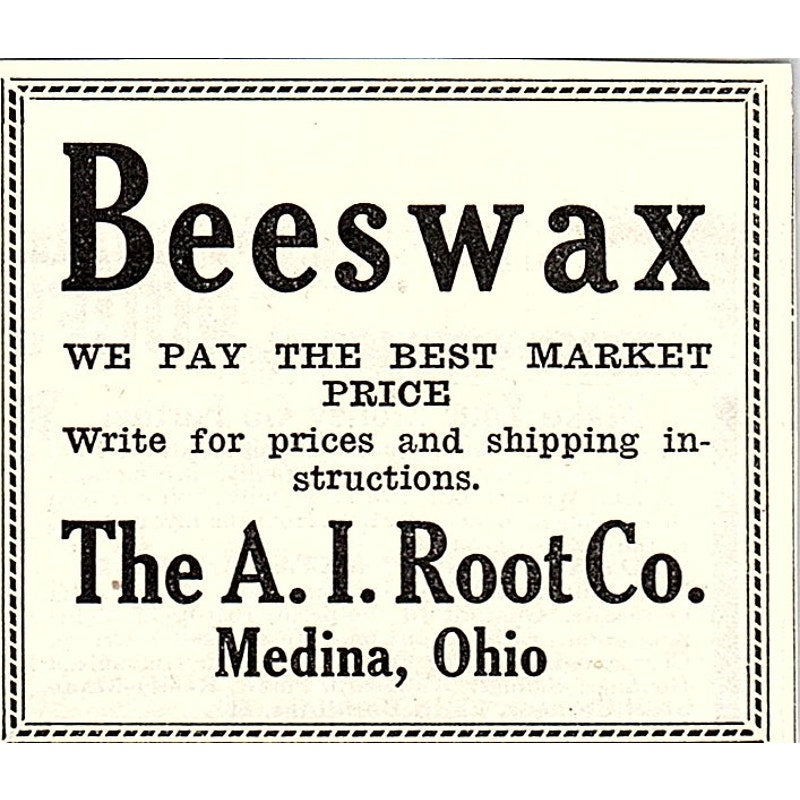 Beeswax
WE PAY THE BEST MARKET
PRICE
Write for prices and shipping in-
structions.
The A. I. Root Co.
Medina, Ohio